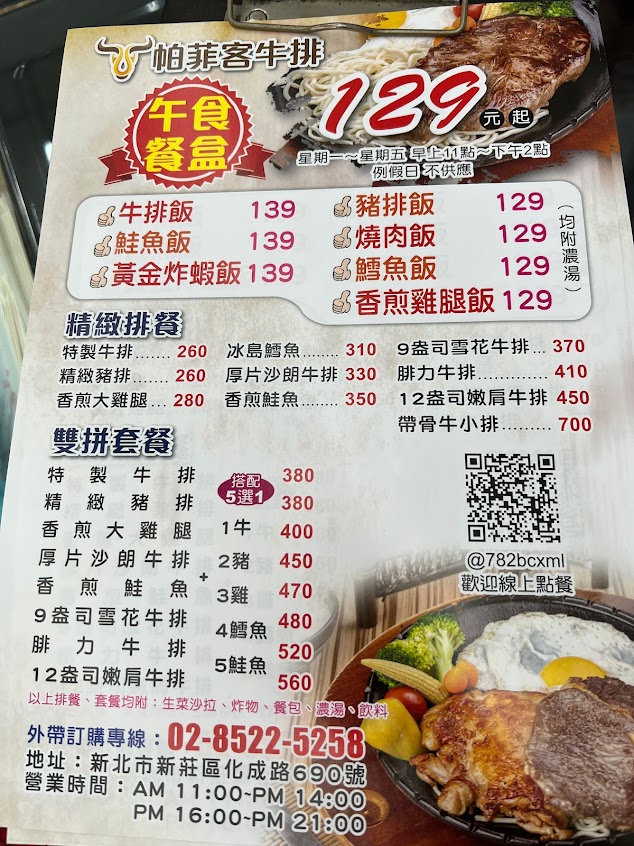 帕菲客牛排
午食
餐盒
129元起
星期一～星期五 早上11點～下午2點
例假日 不供應
牛排飯 139
鮭魚飯 139
黃金炸蝦飯 139
豬排飯 129
燒肉飯 129
鱈魚飯 129
香煎雞腿飯 129
（均附濃湯）
精緻排餐
特製牛排....... 260
精緻豬排....... 260
香煎大雞腿... 280
冰島鱈魚......... 310
厚片沙朗牛排 330
香煎鮭魚......... 350
9盎司雪花牛排... 370
腓力牛排............ 410
12盎司嫩肩牛排 450
帶骨牛小排......... 700
雙拼套餐
特製牛排 380
精緻豬排 380
香煎大雞腿 400
厚片沙朗牛排 450
香煎鮭魚 470
9盎司雪花牛排 480
腓力牛排 520
12盎司嫩肩牛排 560
+
搭配
5選1
1牛
2豬
3雞
4鱈魚
5鮭魚
@782bcxml
歡迎線上點餐
以上排餐、套餐均附：生菜沙拉、炸物、餐包、濃湯、飲料
外帶訂購專線：02-8522-5258
地址：新北市新莊區化成路690號
營業時間：AM 11:00~PM 14:00
PM 16:00~PM 21:00